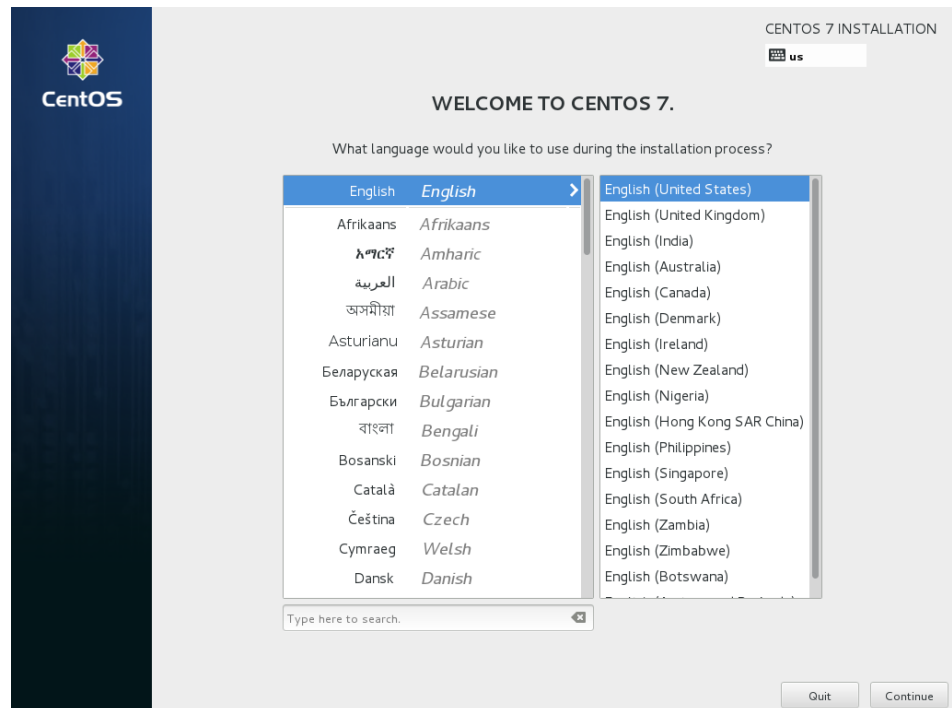 CentOS
CENTOS 7 INSTALLATION
us
WELCOME TO CENTOS 7.
What language would you like to use during the installation process?
English English
Afrikaans Afrikaans
አማርኛ Amharic
العربية Arabic
অসমীয়া Assamese
Asturianu Asturian
Беларуская Belarusian
Български Bulgarian
বাংলা Bengali
Bosanski Bosnian
Català Catalan
Čeština Czech
Cymraeg Welsh
Dansk Danish
English (United States)
English (United Kingdom)
English (India)
English (Australia)
English (Canada)
English (Denmark)
English (Ireland)
English (New Zealand)
English (Nigeria)
English (Hong Kong SAR China)
English (Philippines)
English (Singapore)
English (South Africa)
English (Zambia)
English (Zimbabwe)
English (Botswana)
Type here to search.
Quit Continue